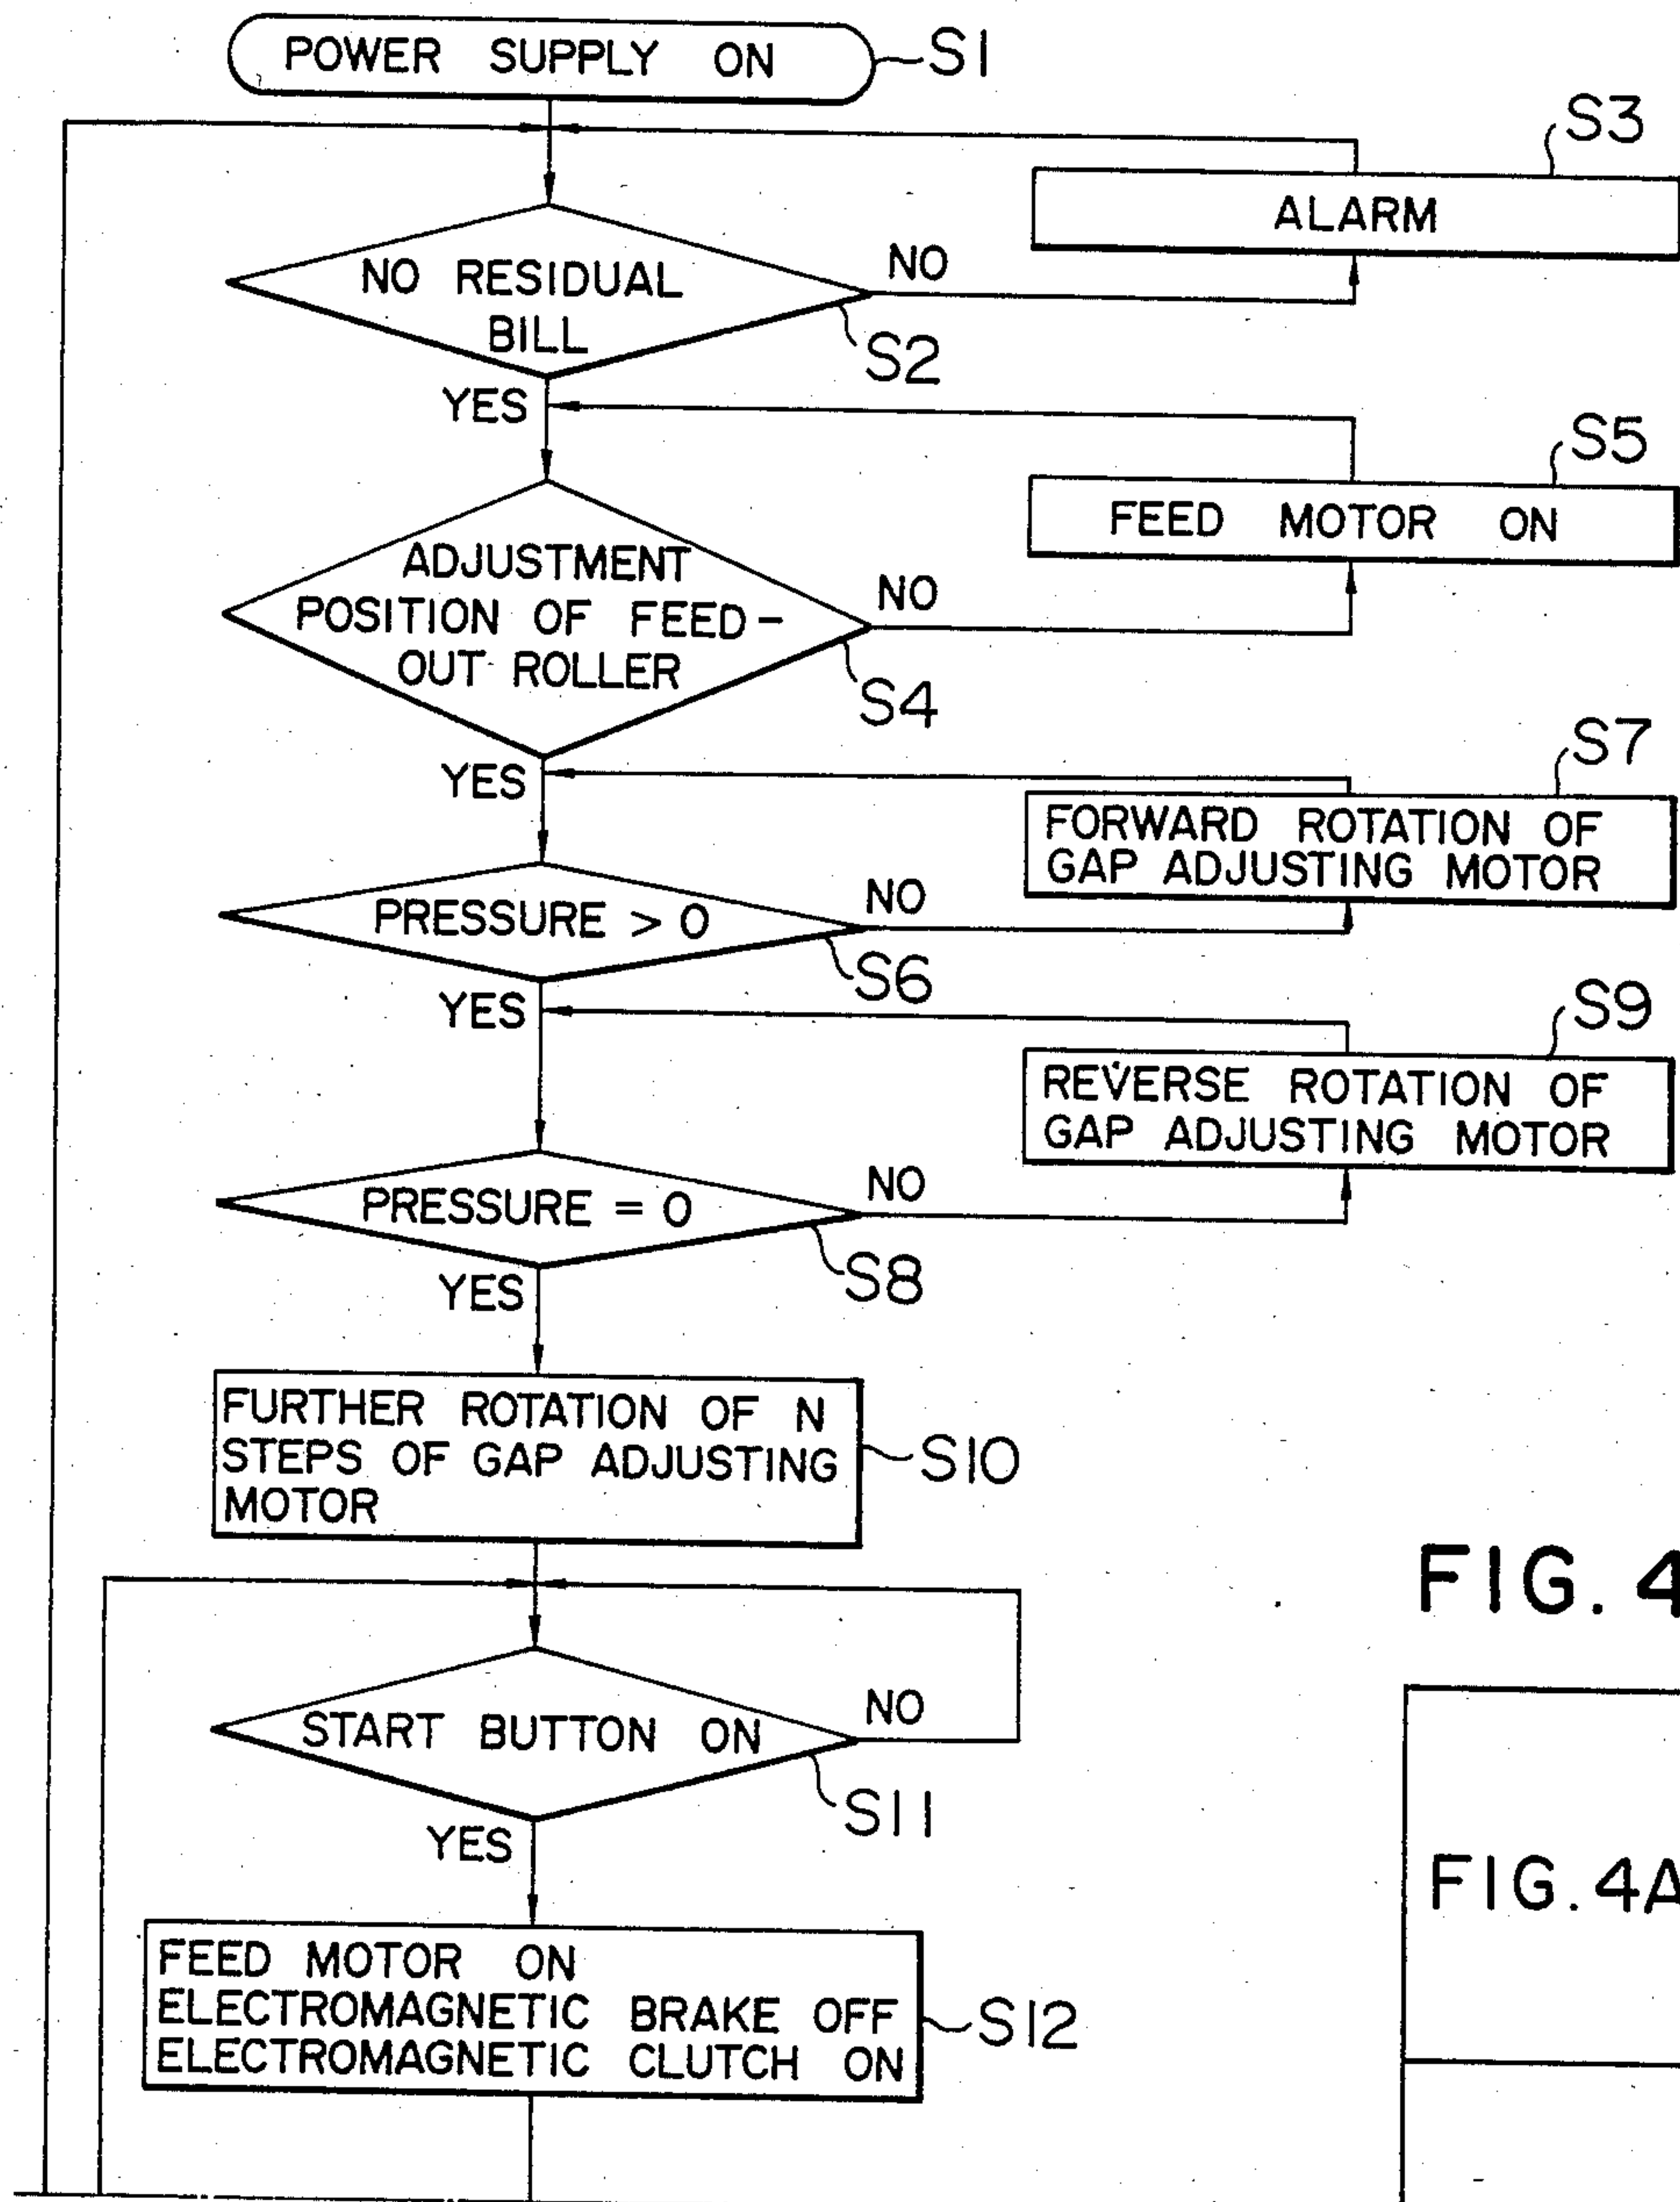 POWER SUPPLY ON
S1
S3
ALARM
NO RESIDUAL
BILL
NO
S2
YES
S5
FEED MOTOR ON
ADJUSTMENT
POSITION OF FEED-
OUT ROLLER
NO
S4
YES
S7
FORWARD ROTATION OF
GAP ADJUSTING MOTOR
PRESSURE > 0
NO
S6
YES
S9
REVERSE ROTATION OF
GAP ADJUSTING MOTOR
PRESSURE = 0
NO
S8
YES
FURTHER ROTATION OF N
STEPS OF GAP ADJUSTING
MOTOR
S10
FIG. 4
START BUTTON ON
NO
S11
YES
FIG. 4A
FEED MOTOR ON
ELECTROMAGNETIC BRAKE OFF
ELECTROMAGNETIC CLUTCH ON
S12